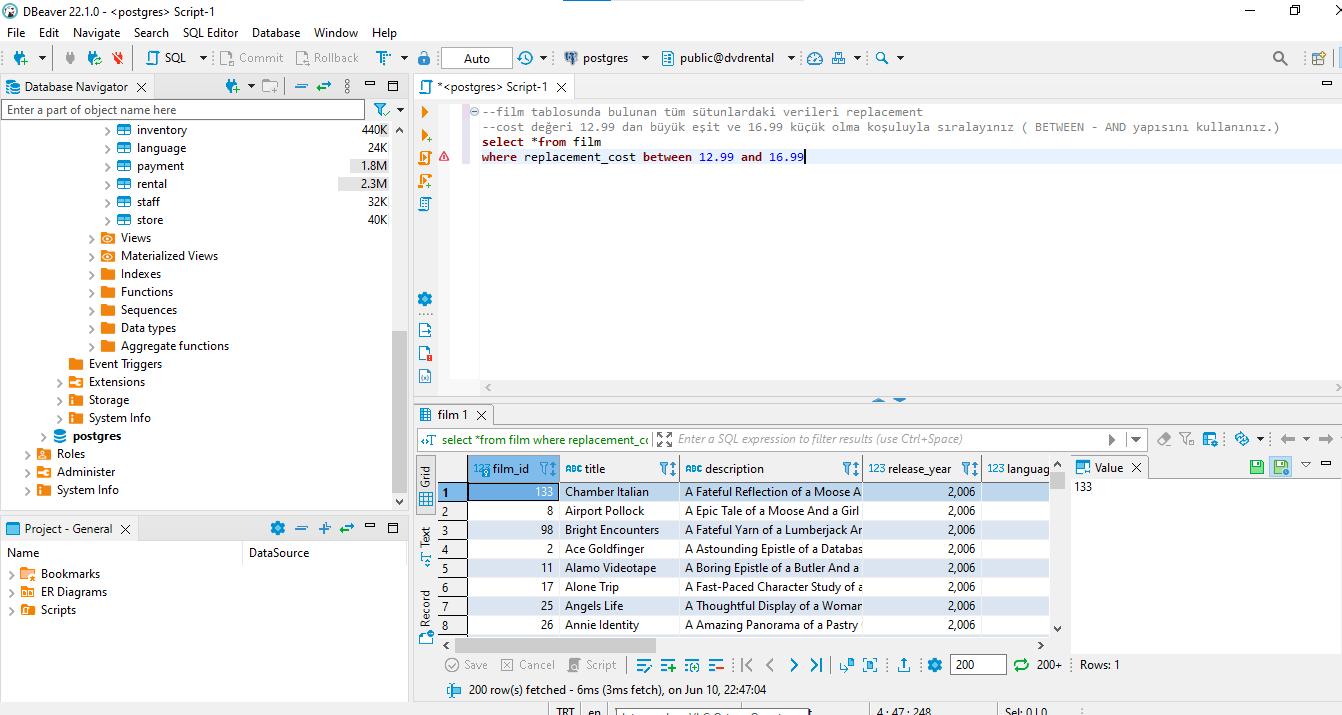 DBeaver 22.1.0 - <postgres> Script-1
File Edit Navigate Search SQL Editor Database Window Help
SQL Commit Rollback Auto postgres public@dvdrental
Database Navigator
Enter a part of object name here
inventory 440K
language 24K
payment 1.8M
rental 2.3M
staff 32K
store 40K
Views
Materialized Views
Indexes
Functions
Sequences
Data types
Aggregate functions
Event Triggers
Extensions
Storage
System Info
postgres
Roles
Administer
System Info
Project - General
Name DataSource
Bookmarks
ER Diagrams
Scripts
*<postgres> Script-1
--film tablosunda bulunan tüm sütunlardaki verileri replacement
--cost değeri 12.99 dan büyük eşit ve 16.99 küçük olma koşuluyla sıralayınız ( BETWEEN - AND yapısını kullanınız.)
select *from film
where replacement_cost between 12.99 and 16.99
film 1
select *from film where replacement_cc Enter a SQL expression to filter results (use Ctrl+Space)
Grid
Text
Record
123 film_id ABC title ABC description 123 release_year 123 languag
1 133 Chamber Italian A Fateful Reflection of a Moose A 2,006
2 8 Airport Pollock A Epic Tale of a Moose And a Girl 2,006
3 98 Bright Encounters A Fateful Yarn of a Lumberjack Ar 2,006
4 2 Ace Goldfinger A Astounding Epistle of a Databas 2,006
5 11 Alamo Videotape A Boring Epistle of a Butler And a 2,006
6 17 Alone Trip A Fast-Paced Character Study of a 2,006
7 25 Angels Life A Thoughtful Display of a Woman 2,006
8 26 Annie Identity A Amazing Panorama of a Pastry 2,006
Value
133
Save Cancel Script 200 200+ Rows: 1
200 row(s) fetched - 6ms (3ms fetch), on Jun 10, 22:47:04
TRT en 4 : 47 : 248 Sel: 0 | 0